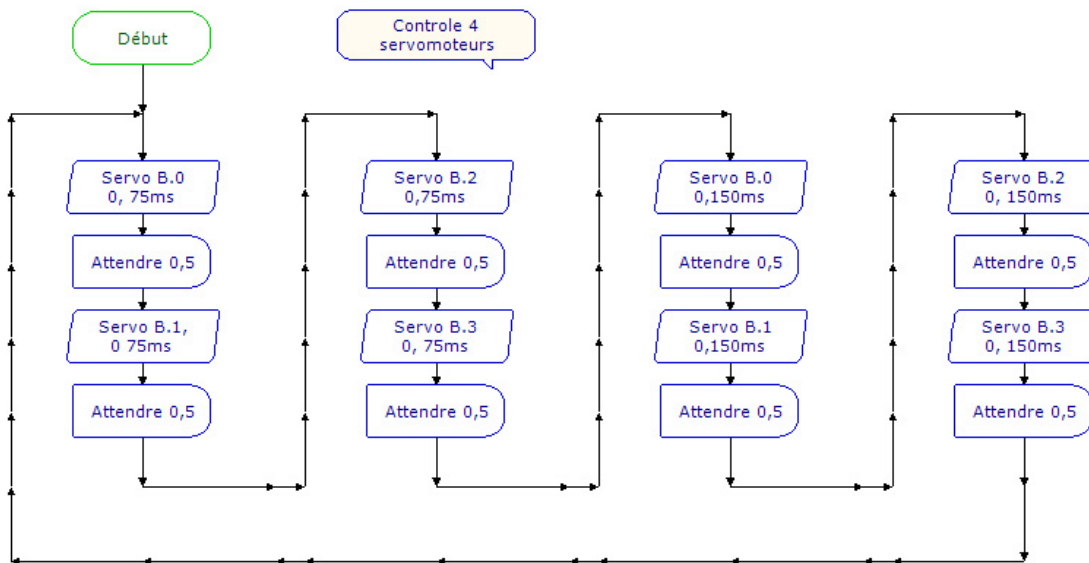 Début
Controle 4
servomoteurs
Servo B.0
0, 75ms
Attendre 0,5
Servo B.1,
0 75ms
Attendre 0,5
Servo B.2
0,75ms
Attendre 0,5
Servo B.3
0, 75ms
Attendre 0,5
Servo B.0
0,150ms
Attendre 0,5
Servo B.1
0,150ms
Attendre 0,5
Servo B.2
0, 150ms
Attendre 0,5
Servo B.3
0, 150ms
Attendre 0,5